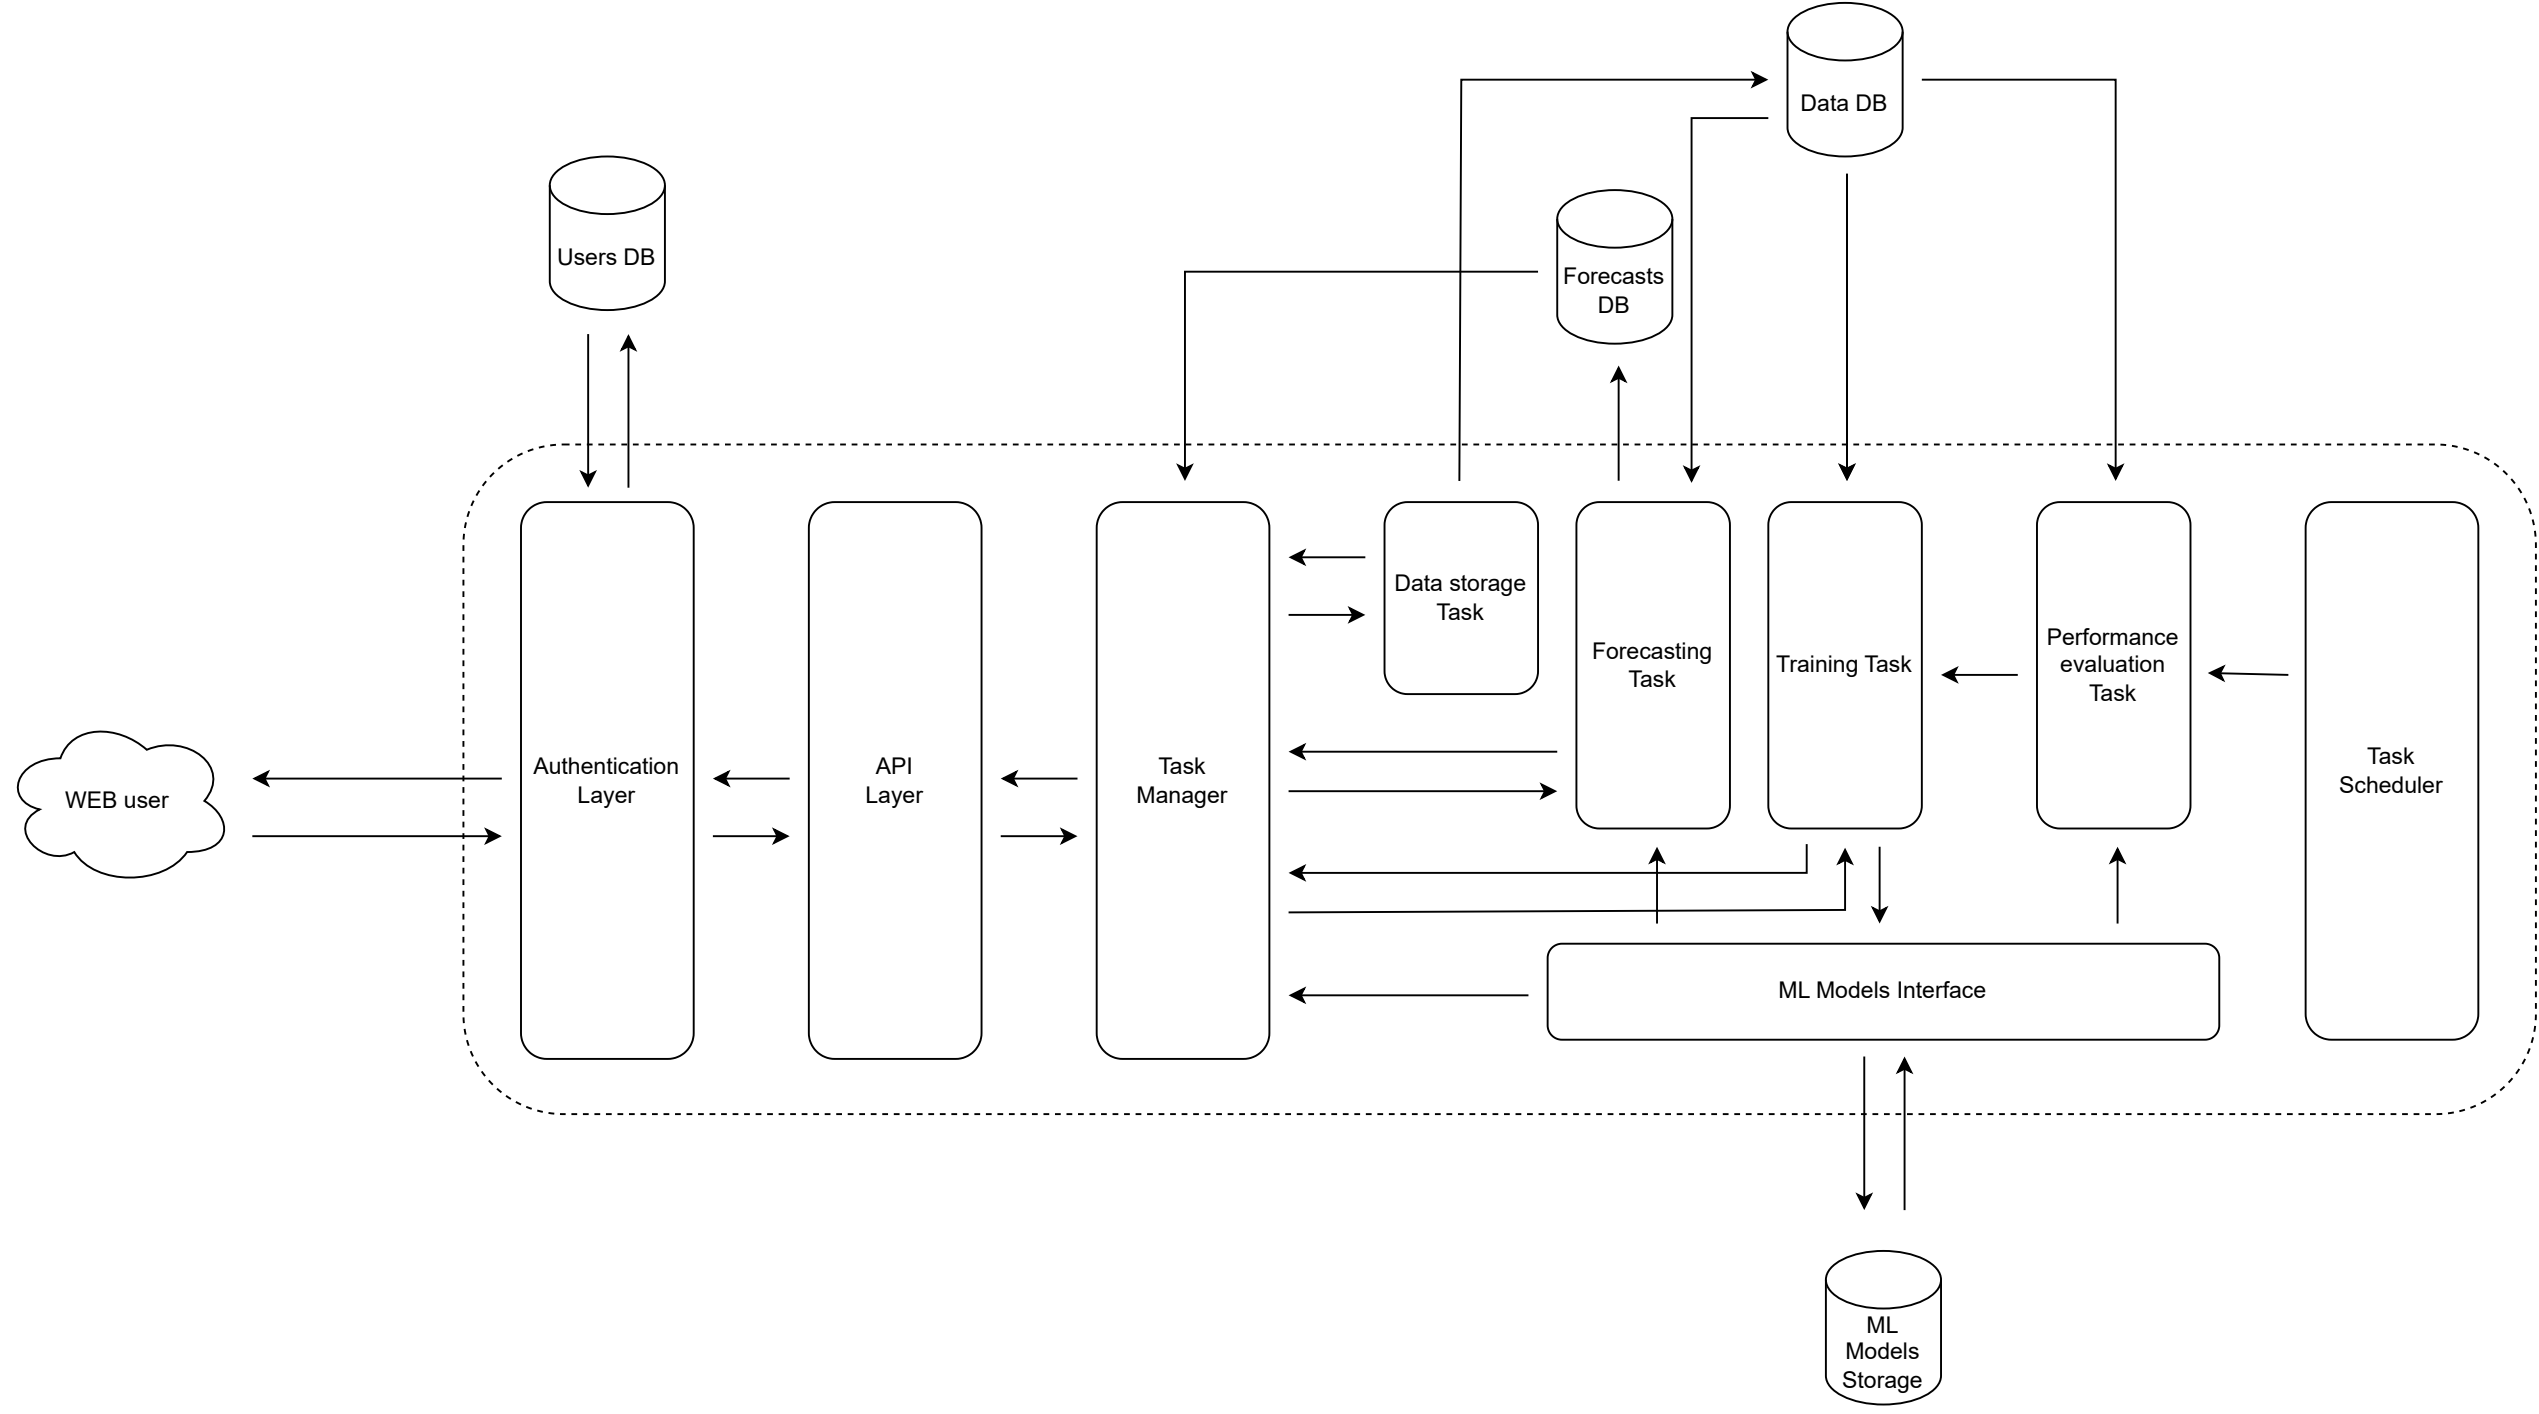 Data DB
Users DB
Forecasts
DB
Data storage
Task
Forecasting
Task
Training Task
Performance
evaluation
Task
Task
Scheduler
WEB user
Authentication
Layer
API
Layer
Task
Manager
ML Models Interface
ML
Models
Storage